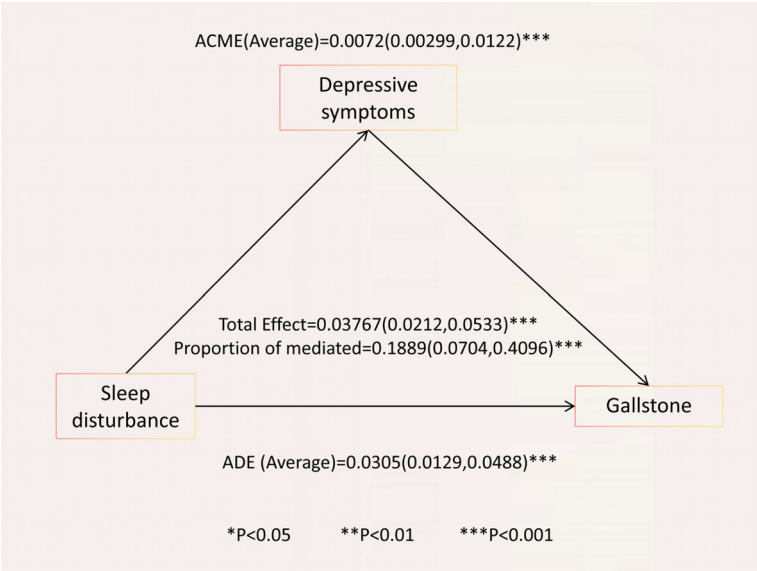 ACME(Average)=0.0072(0.00299,0.0122)***
Depressive
symptoms
Total Effect=0.03767(0.0212,0.0533)***
Proportion of mediated=0.1889(0.0704,0.4096)***
Sleep
disturbance
Gallstone
ADE (Average)=0.0305(0.0129,0.0488)***
*P<0.05 **P<0.01 ***P<0.001